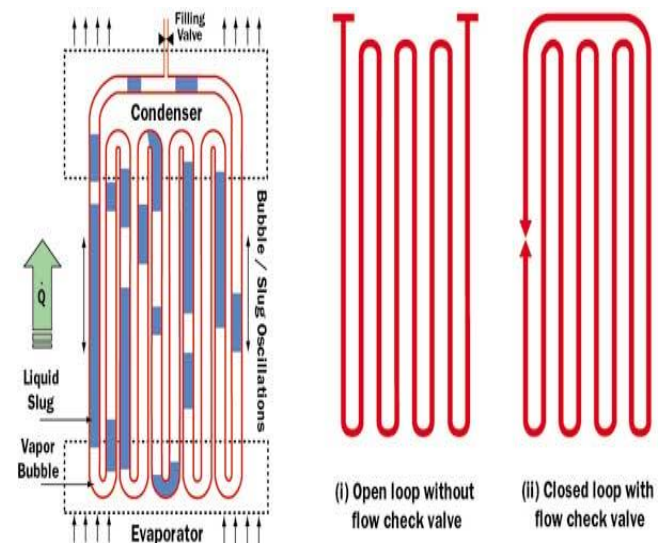 Filling
Valve
Condenser
Bubble / Slug Oscillations
Q̇
Liquid
Slug
Vapor
Bubble
Evaporator
(i) Open loop without
flow check valve
(ii) Closed loop with
flow check valve